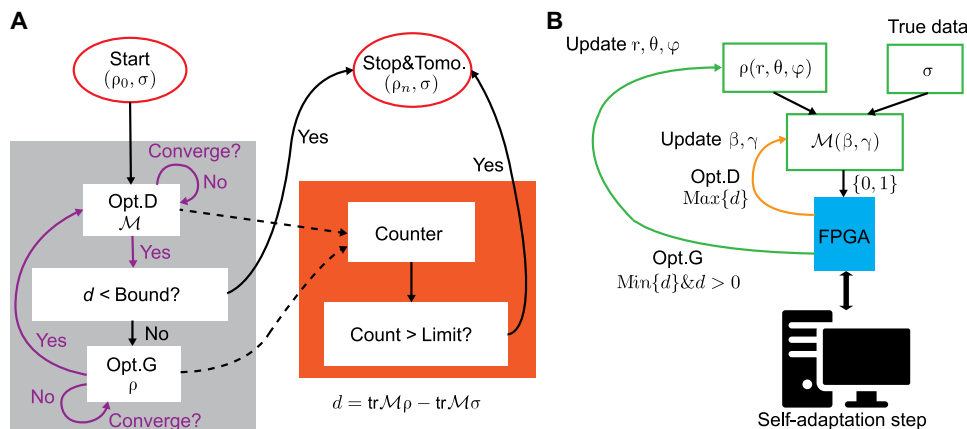 A
Start
(ρ₀, σ)
Stop&Tomo.
(ρₙ, σ)
Yes
Yes
Converge?
No
Opt.D
ℳ
Yes
d < Bound?
No
Yes
Opt.G
ρ
No
Converge?
Counter
Count > Limit?
d = trℳρ − trℳσ
B
True data
Update r, θ, φ
ρ(r, θ, φ)
σ
Update β, γ
ℳ(β, γ)
Opt.D
Max{d}
{0, 1}
FPGA
Opt.G
Min{d}&d > 0
Self-adaptation step